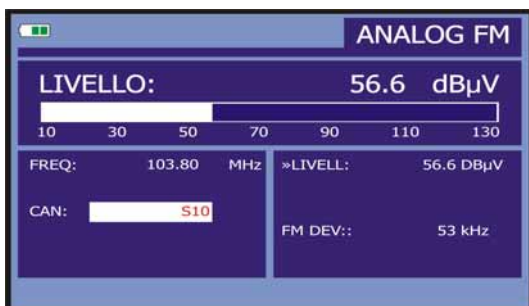 ANALOG FM
LIVELLO: 56.6 dBµV
10 30 50 70 90 110 130
FREQ: 103.80 MHz
CAN: S10
»LIVELL: 56.6 DBµV
FM DEV:: 53 kHz